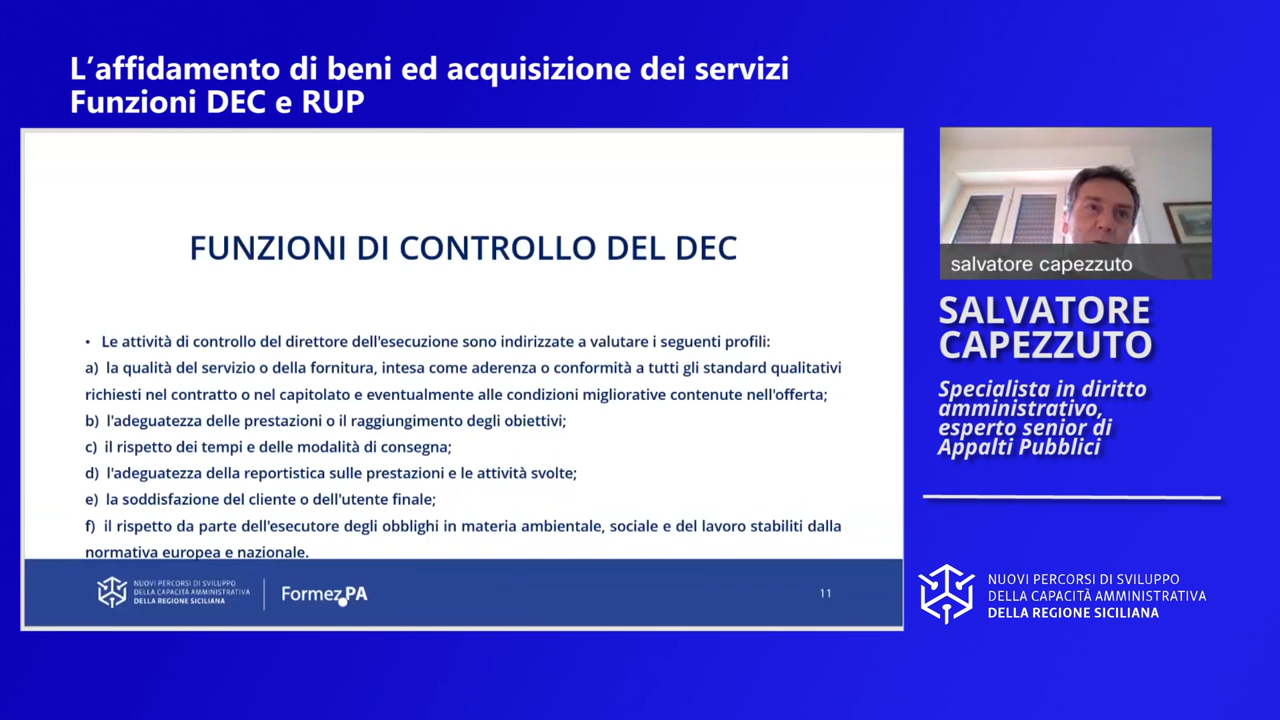 L'affidamento di beni ed acquisizione dei servizi
Funzioni DEC e RUP
FUNZIONI DI CONTROLLO DEL DEC
• Le attività di controllo del direttore dell'esecuzione sono indirizzate a valutare i seguenti profili:
a) la qualità del servizio o della fornitura, intesa come aderenza o conformità a tutti gli standard qualitativi
richiesti nel contratto o nel capitolato e eventualmente alle condizioni migliorative contenute nell'offerta;
b) l'adeguatezza delle prestazioni o il raggiungimento degli obiettivi;
c) il rispetto dei tempi e delle modalità di consegna;
d) l'adeguatezza della reportistica sulle prestazioni e le attività svolte;
e) la soddisfazione del cliente o dell'utente finale;
f) il rispetto da parte dell'esecutore degli obblighi in materia ambientale, sociale e del lavoro stabiliti dalla
normativa europea e nazionale.
NUOVI PERCORSI DI SVILUPPO
DELLA CAPACITÀ AMMINISTRATIVA
DELLA REGIONE SICILIANA
Formez PA
11
salvatore capezzuto
SALVATORE
CAPEZZUTO
Specialista in diritto
amministrativo,
esperto senior di
Appalti Pubblici
NUOVI PERCORSI DI SVILUPPO
DELLA CAPACITÀ AMMINISTRATIVA
DELLA REGIONE SICILIANA